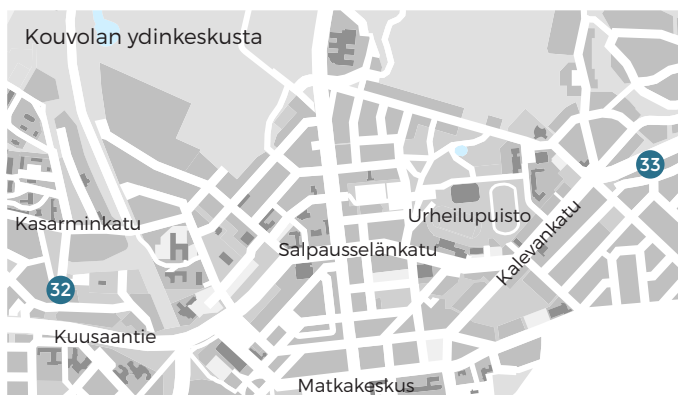 Kouvolan ydinkeskusta
33
Kasarminkatu
Urheilupuisto
Salpausselänkatu
Kalevankatu
32
Kuusaantie
Matkakeskus